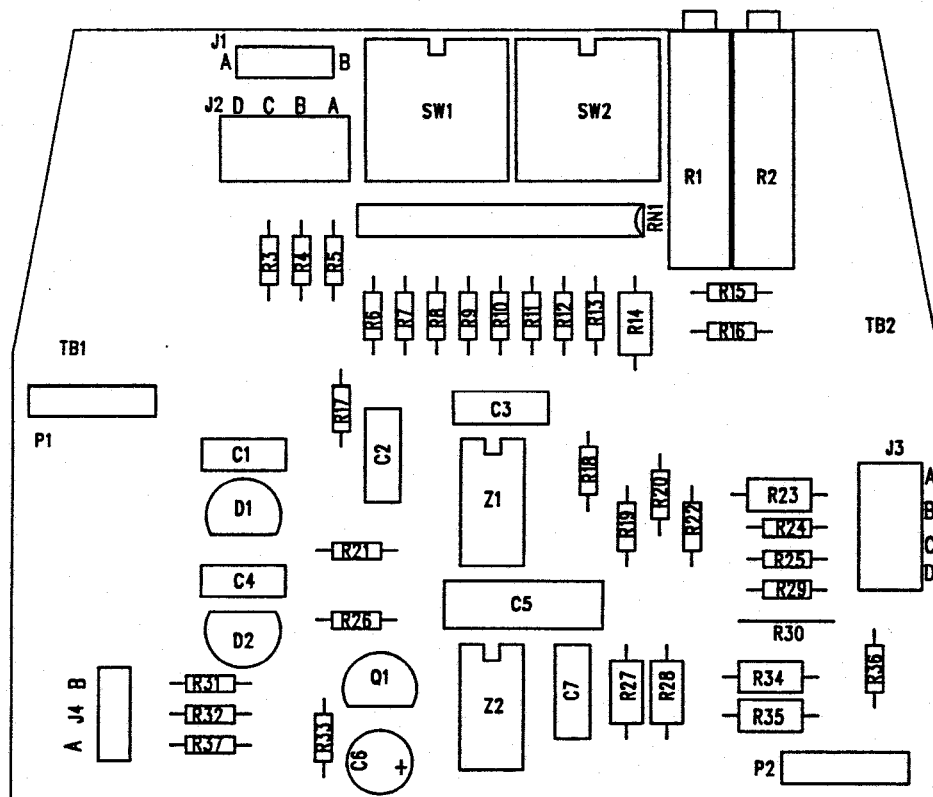 J1
A B
J2 D C B A
SW1 SW2
R1 R2
RN1
R3 R4 R5
R6 R7 R8 R9 R10 R11 R12 R13 R14
R15
R16
TB1
TB2
P1
R17
C1
C2
C3
D1
Z1
R18
R19
R20
R22
R21
R23
R24
R25
R29
J3
A
B
C
D
C4
C5
D2
R26
R30
R31
R32
R37
J4
B
A
Q1
R33
C6 +
Z2
C7
R27 R28
R34
R35
R36
P2